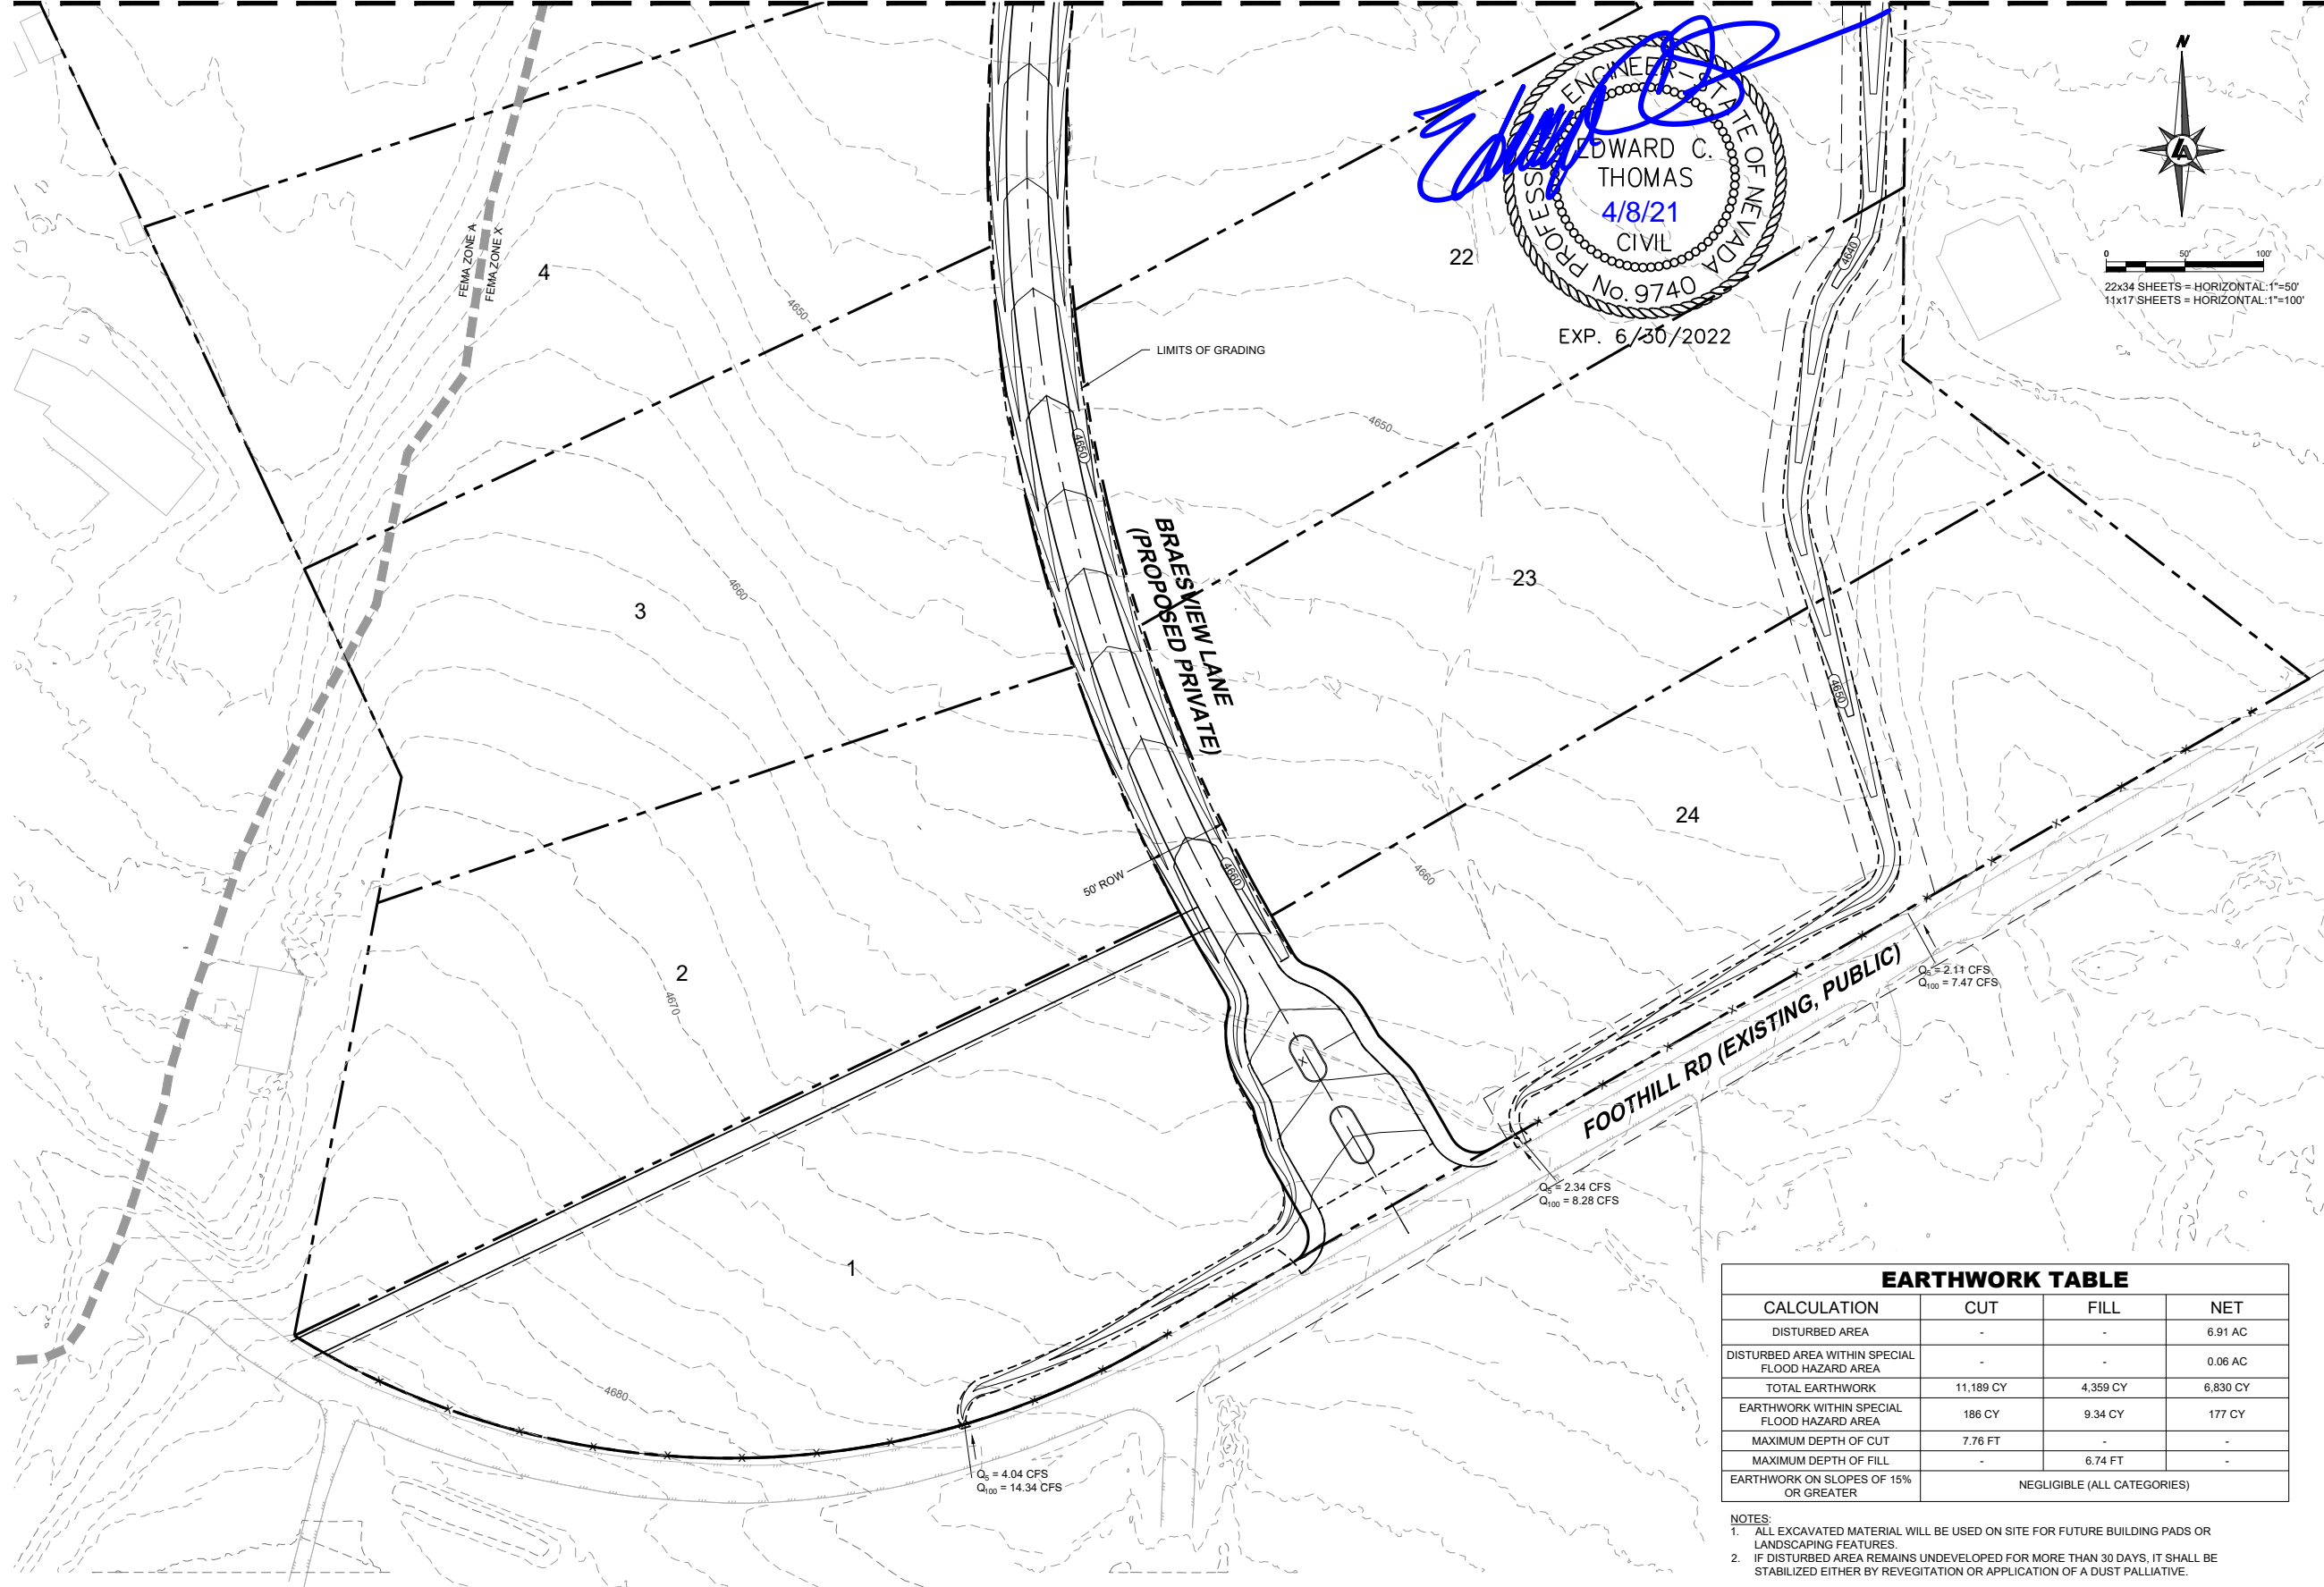 N
LA
0 50' 100'
22x34 SHEETS = HORIZONTAL:1"=50'
11x17 SHEETS = HORIZONTAL:1"=100'
PROFESSIONAL ENGINEER - STATE OF NEVADA
EDWARD C.
THOMAS
4/8/21
CIVIL
No. 9740
EXP. 6/30/2022
FEMA ZONE A
FEMA ZONE X
4
22
4640
4650
LIMITS OF GRADING
4650
4650
BRAESVIEW LANE
(PROPOSED PRIVATE)
3
4660
23
4650
24
50' ROW
4660
4660
2
4670
FOOTHILL RD (EXISTING, PUBLIC)
Q5 = 2.11 CFS
Q100 = 7.47 CFS
Q5 = 2.34 CFS
Q100 = 8.28 CFS
1
4680
Q5 = 4.04 CFS
Q100 = 14.34 CFS
EARTHWORK TABLE
CALCULATION CUT FILL NET
DISTURBED AREA - - 6.91 AC
DISTURBED AREA WITHIN SPECIAL
FLOOD HAZARD AREA - - 0.06 AC
TOTAL EARTHWORK 11,189 CY 4,359 CY 6,830 CY
EARTHWORK WITHIN SPECIAL
FLOOD HAZARD AREA 186 CY 9.34 CY 177 CY
MAXIMUM DEPTH OF CUT 7.76 FT - -
MAXIMUM DEPTH OF FILL - 6.74 FT -
EARTHWORK ON SLOPES OF 15%
OR GREATER NEGLIGIBLE (ALL CATEGORIES)
NOTES:
1. ALL EXCAVATED MATERIAL WILL BE USED ON SITE FOR FUTURE BUILDING PADS OR
LANDSCAPING FEATURES.
2. IF DISTURBED AREA REMAINS UNDEVELOPED FOR MORE THAN 30 DAYS, IT SHALL BE
STABILIZED EITHER BY REVEGITATION OR APPLICATION OF A DUST PALLIATIVE.